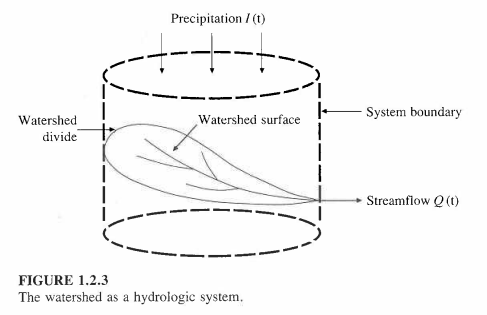 Precipitation I (t)
System boundary
Watershed
divide
Watershed surface
Streamflow Q (t)
FIGURE 1.2.3
The watershed as a hydrologic system.